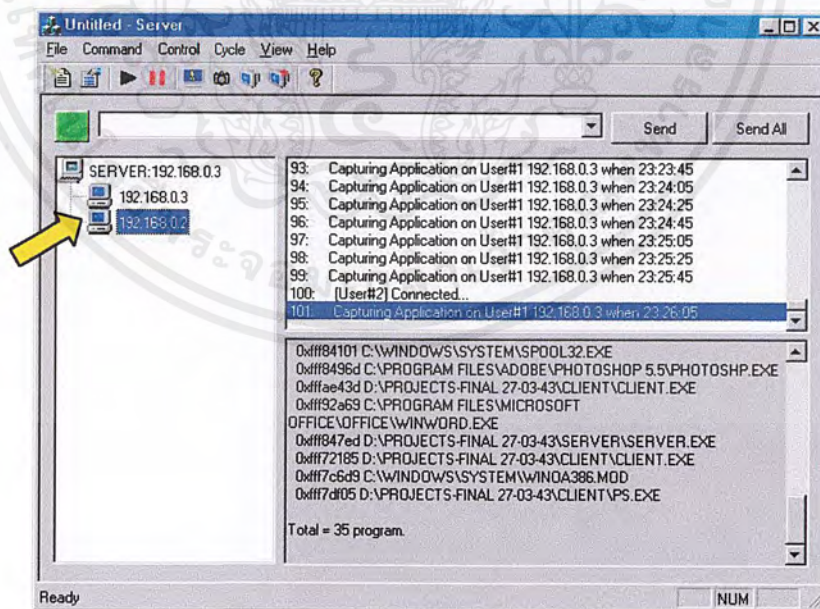 Untitled - Server
File Command Control Cycle View Help
Send Send All
SERVER:192.168.0.3
192.168.0.3
192.168.0.2
93: Capturing Application on User#1 192.168.0.3 when 23:23:45
94: Capturing Application on User#1 192.168.0.3 when 23:24:05
95: Capturing Application on User#1 192.168.0.3 when 23:24:25
96: Capturing Application on User#1 192.168.0.3 when 23:24:45
97: Capturing Application on User#1 192.168.0.3 when 23:25:05
98: Capturing Application on User#1 192.168.0.3 when 23:25:25
99: Capturing Application on User#1 192.168.0.3 when 23:25:45
100: [User#2] Connected...
101: Capturing Application on User#1 192.168.0.3 when 23:26:05
0xfff84101 C:\WINDOWS\SYSTEM\SPOOL32.EXE
0xfff8496d C:\PROGRAM FILES\ADOBE\PHOTOSHOP 5.5\PHOTOSHP.EXE
0xfffae43d D:\PROJECTS-FINAL 27-03-43\CLIENT\CLIENT.EXE
0xfff92a69 C:\PROGRAM FILES\MICROSOFT
OFFICE\OFFICE\WINWORD.EXE
0xfff847ed D:\PROJECTS-FINAL 27-03-43\SERVER\SERVER.EXE
0xfff72185 D:\PROJECTS-FINAL 27-03-43\CLIENT\CLIENT.EXE
0xfff7c6d9 C:\WINDOWS\SYSTEM\WINOA386.MOD
0xfff7df05 D:\PROJECTS-FINAL 27-03-43\CLIENT\PS.EXE
Total = 35 program.
Ready NUM